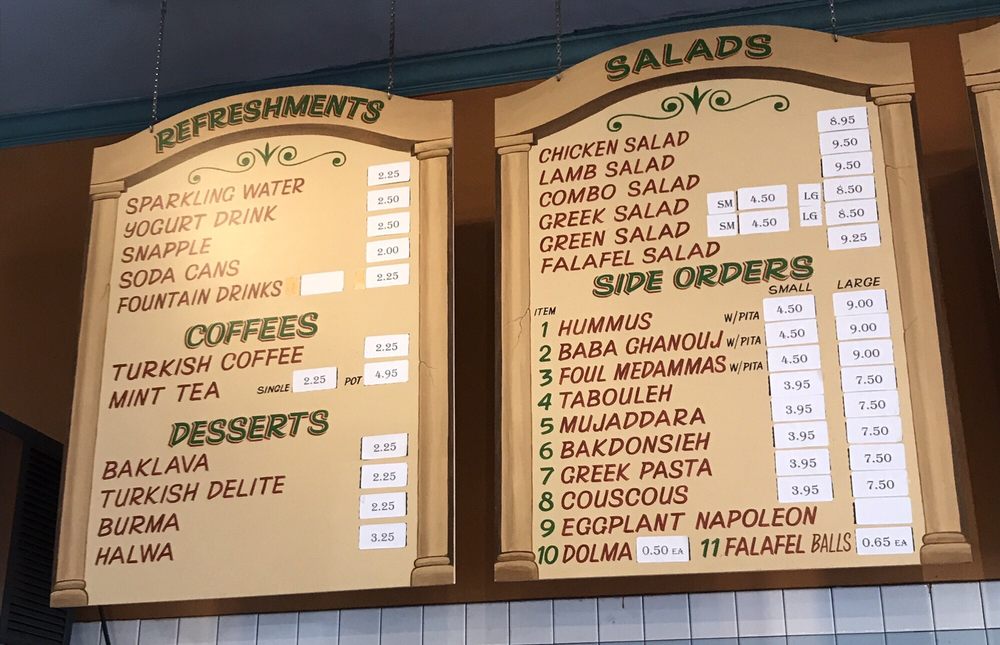 REFRESHMENTS
SPARKLING WATER 2.25
YOGURT DRINK 2.50
SNAPPLE 2.50
SODA CANS 2.00
FOUNTAIN DRINKS 2.25
COFFEES
TURKISH COFFEE 2.25
MINT TEA SINGLE 2.25 POT 4.95
DESSERTS
BAKLAVA 2.25
TURKISH DELITE 2.25
BURMA 2.25
HALWA 3.25
SALADS
CHICKEN SALAD 8.95
LAMB SALAD 9.50
COMBO SALAD 9.50
GREEK SALAD SM 4.50 LG 8.50
GREEN SALAD SM 4.50 LG 8.50
FALAFEL SALAD 9.25
SIDE ORDERS
ITEM SMALL LARGE
1 HUMMUS W/PITA 4.50 9.00
2 BABA GHANOUJ W/PITA 4.50 9.00
3 FOUL MEDAMMAS W/PITA 4.50 9.00
4 TABOULEH 3.95 7.50
5 MUJADDARA 3.95 7.50
6 BAKDONSIEH 3.95 7.50
7 GREEK PASTA 3.95 7.50
8 COUSCOUS 3.95 7.50
9 EGGPLANT NAPOLEON
10 DOLMA 0.50 EA 11 FALAFEL BALLS 0.65 EA